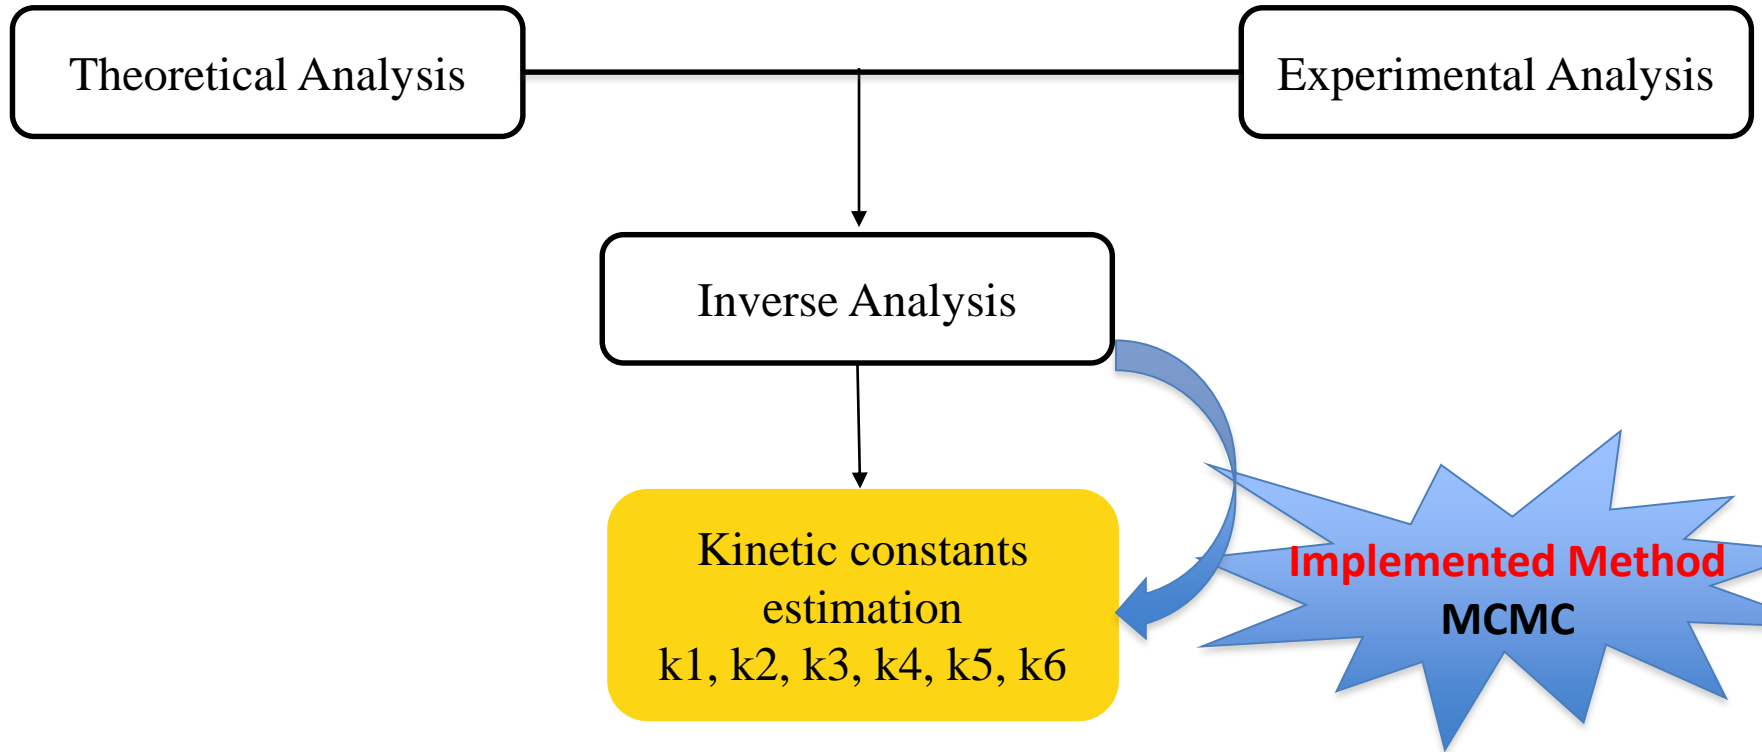 Theoretical Analysis
Experimental Analysis
Inverse Analysis
Kinetic constants
estimation
k1, k2, k3, k4, k5, k6
Implemented Method
MCMC